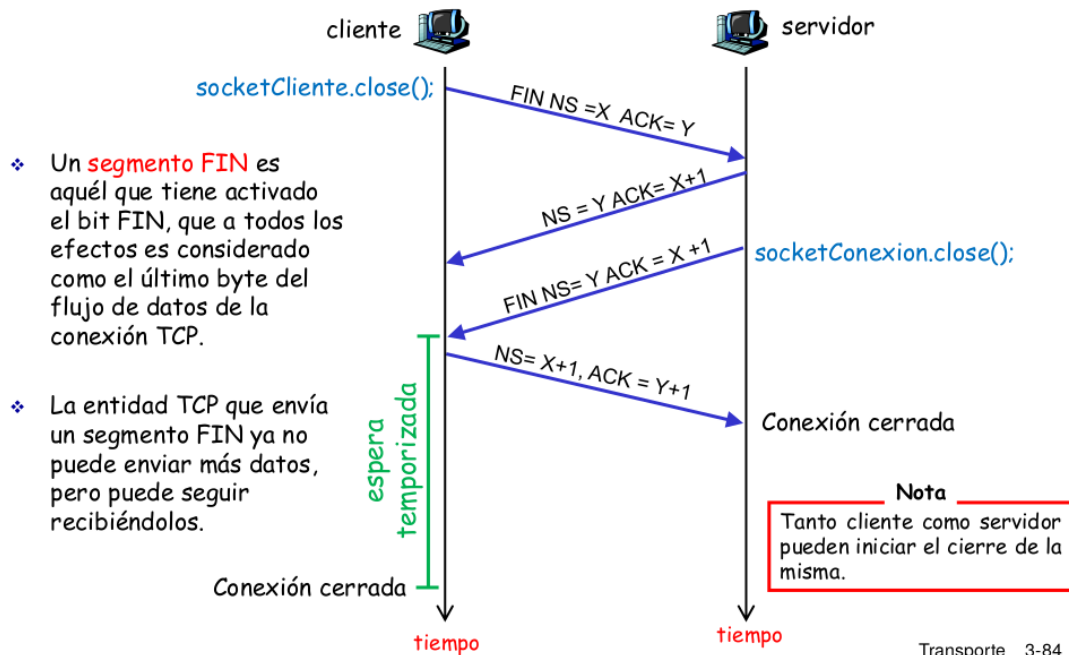 cliente
servidor
socketCliente.close();
FIN NS =X ACK= Y
❖ Un segmento FIN es
aquél que tiene activado
el bit FIN, que a todos los
efectos es considerado
como el último byte del
flujo de datos de la
conexión TCP.
NS = Y ACK= X+1
socketConexion.close();
FIN NS= Y ACK = X +1
NS= X+1, ACK = Y+1
❖ La entidad TCP que envía
un segmento FIN ya no
puede enviar más datos,
pero puede seguir
recibiéndolos.
espera
temporizada
Conexión cerrada
Nota
Tanto cliente como servidor
pueden iniciar el cierre de la
misma.
Conexión cerrada
tiempo
tiempo
Transporte 3-84